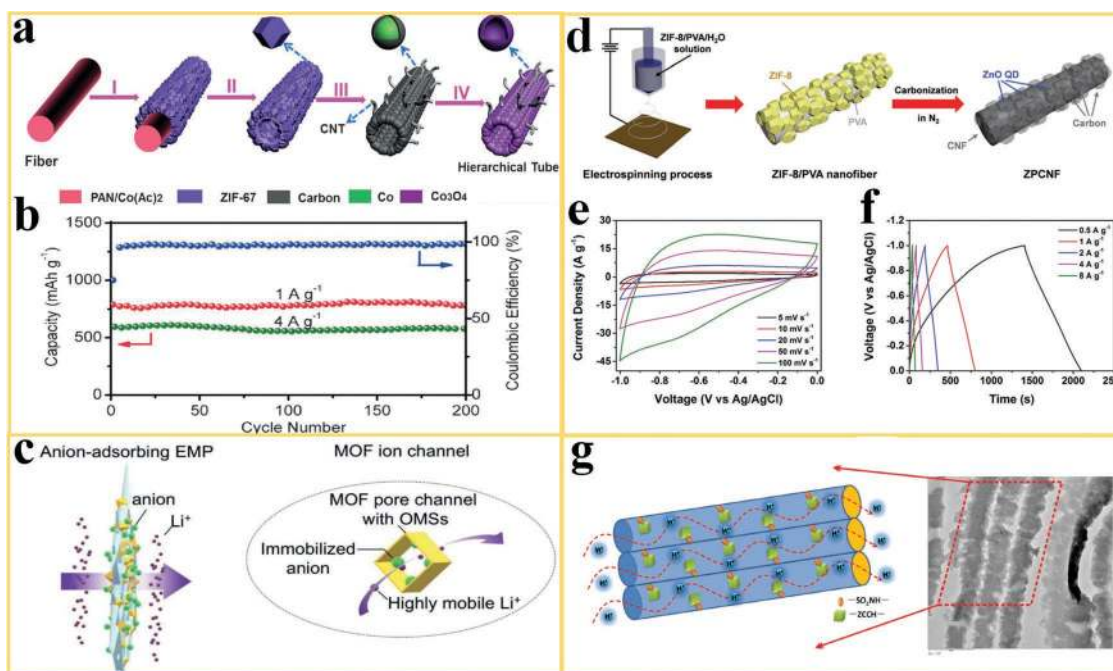 a
I
II
III
IV
CNT
Fiber
Hierarchical Tube
PAN/Co(Ac)2
ZIF-67
Carbon
Co
Co₃O₄
b
1500
1000
500
0
Capacity (mAh g⁻¹)
1 A g⁻¹
4 A g⁻¹
100
50
0
Coulombic Efficiency (%)
0 50 100 150 200
Cycle Number
c
Anion-adsorbing EMP
anion
Li⁺
MOF ion channel
MOF pore channel
with OMSs
Immobilized
anion
Highly mobile Li⁺
d
ZIF-8/PVA/H₂O
solution
Electrospinning process
ZIF-8
PVA
ZIF-8/PVA nanofiber
Carbonization
in N₂
ZnO QD
Carbon
CNF
ZPCNF
e
30
15
0
-15
-30
-45
Current Density (A g⁻¹)
5 mV s⁻¹
10 mV s⁻¹
20 mV s⁻¹
50 mV s⁻¹
100 mV s⁻¹
-1.0 -0.8 -0.6 -0.4 -0.2 0.0
Voltage (V vs Ag/AgCl)
f
-1.2
-1.0
-0.8
-0.6
-0.4
-0.2
0.0
Voltage (V vs Ag/AgCl)
0.5 A g⁻¹
1 A g⁻¹
2 A g⁻¹
4 A g⁻¹
8 A g⁻¹
0 500 1000 1500 2000 250
Time (s)
g
H⁺ H⁺ H⁺ H⁺
H⁺ H⁺ H⁺ H⁺
H⁺ H⁺ H⁺ H⁺
SO₃NH
ZCCH